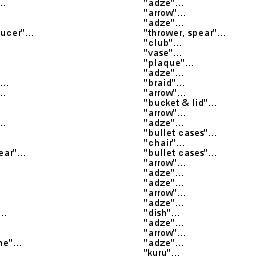 ... "adze"...
"arrow"...
"adze"...
ucer"... "thrower, spear"...
"club"...
"vase"...
"plaque"...
"adze"...
... "braid"...
... "arrow"...
"bucket & lid"...
"arrow"...
... "adze"...
"bullet cases"...
"chair"...
ear"... "bullet cases"...
"arrow"...
"adze"...
"adze"...
"arrow"...
"adze"...
... "dish"...
"adze"...
"arrow"...
ne"... "adze"...
"kuru"...